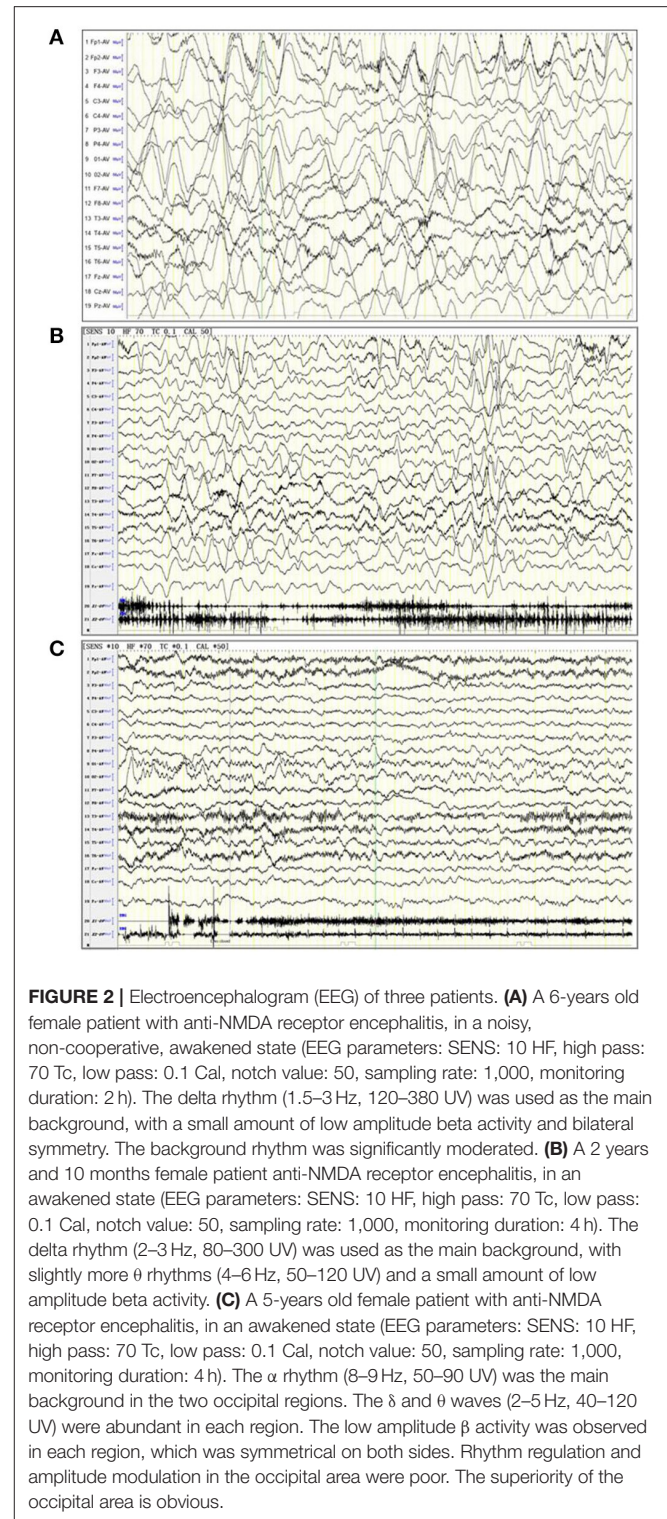 A
1 Fp1-AV
2 Fp2-AV
3 F3-AV
4 F4-AV
5 C3-AV
6 C4-AV
7 P3-AV
8 P4-AV
9 01-AV
10 02-AV
11 F7-AV
12 F8-AV
13 T3-AV
14 T4-AV
15 T5-AV
16 T6-AV
17 Fz-AV
18 Cz-AV
19 Pz-AV
B
[SENS 10 HF 70 TC 0.1 CAL 50]
C
[SENS *10 HF *70 TC *0.1 CAL *50]
FIGURE 2 | Electroencephalogram (EEG) of three patients. (A) A 6-years old
female patient with anti-NMDA receptor encephalitis, in a noisy,
non-cooperative, awakened state (EEG parameters: SENS: 10 HF, high pass:
70 Tc, low pass: 0.1 Cal, notch value: 50, sampling rate: 1,000, monitoring
duration: 2 h). The delta rhythm (1.5–3 Hz, 120–380 UV) was used as the main
background, with a small amount of low amplitude beta activity and bilateral
symmetry. The background rhythm was significantly moderated. (B) A 2 years
and 10 months female patient anti-NMDA receptor encephalitis, in an
awakened state (EEG parameters: SENS: 10 HF, high pass: 70 Tc, low pass:
0.1 Cal, notch value: 50, sampling rate: 1,000, monitoring duration: 4 h). The
delta rhythm (2–3 Hz, 80–300 UV) was used as the main background, with
slightly more θ rhythms (4–6 Hz, 50–120 UV) and a small amount of low
amplitude beta activity. (C) A 5-years old female patient with anti-NMDA
receptor encephalitis, in an awakened state (EEG parameters: SENS: 10 HF,
high pass: 70 Tc, low pass: 0.1 Cal, notch value: 50, sampling rate: 1,000,
monitoring duration: 4 h). The α rhythm (8–9 Hz, 50–90 UV) was the main
background in the two occipital regions. The δ and θ waves (2–5 Hz, 40–120
UV) were abundant in each region. The low amplitude β activity was observed
in each region, which was symmetrical on both sides. Rhythm regulation and
amplitude modulation in the occipital area were poor. The superiority of the
occipital area is obvious.